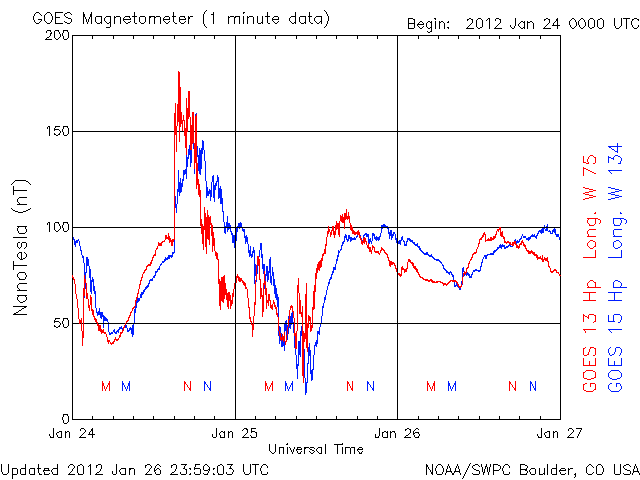 GOES Magnetometer (1 minute data)
Begin: 2012 Jan 24 0000 UTC
200
150
100
50
0
NanoTesla (nT)
M M N N M M N N M M N N
Jan 24 Jan 25 Jan 26 Jan 27
Universal Time
GOES 13 Hp Long. W 75
GOES 15 Hp Long. W 134
Updated 2012 Jan 26 23:59:03 UTC
NOAA/SWPC Boulder, CO USA